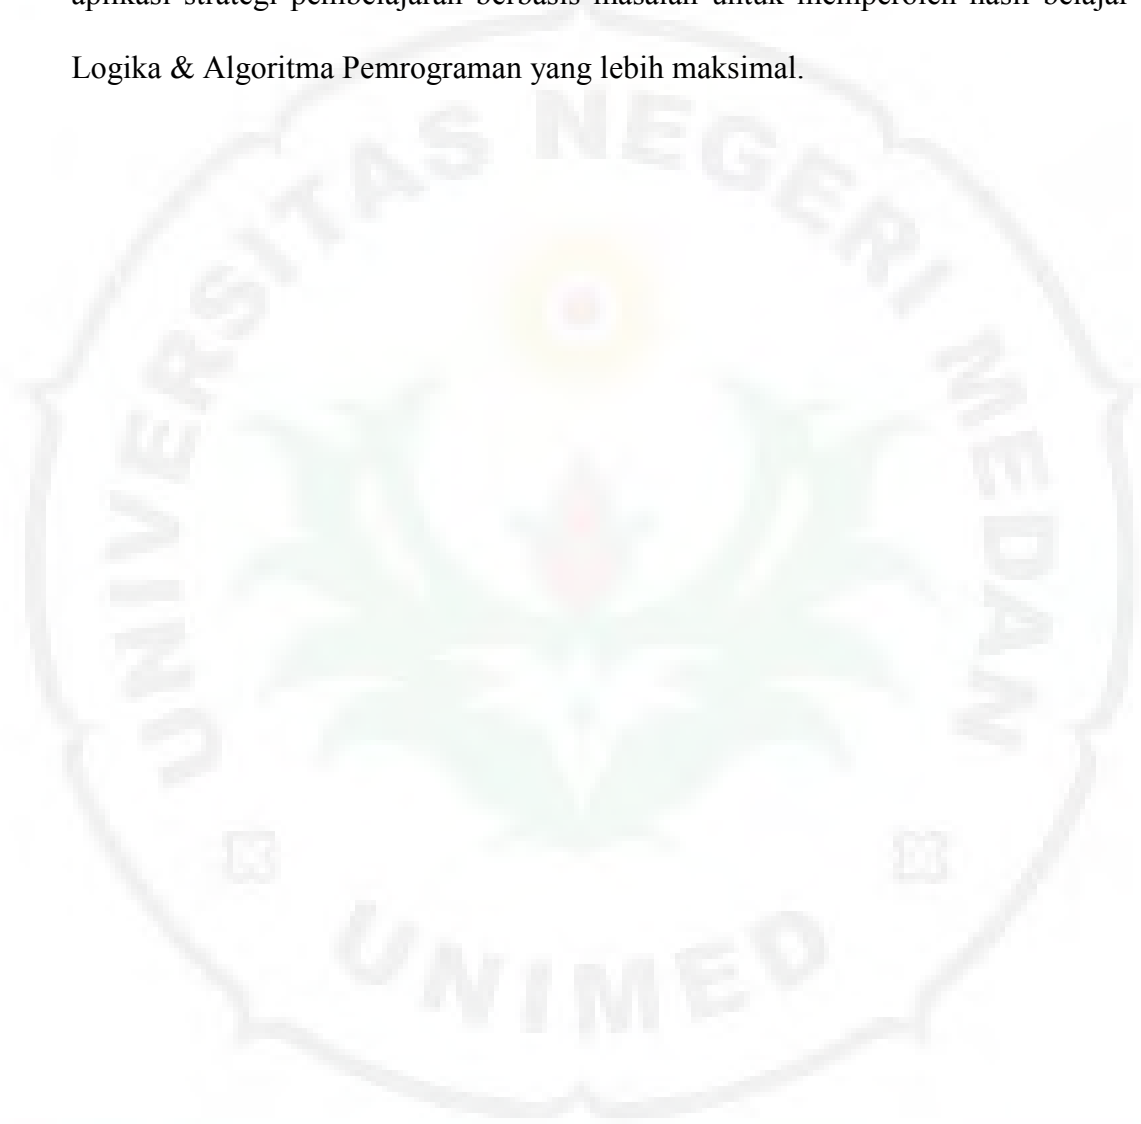 aplikasi strategi pembelajaran berbasis masalah untuk memperoleh hasil belajar
Logika & Algoritma Pemrograman yang lebih maksimal.
UNIVERSITAS NEGERI MEDAN
UNIMED